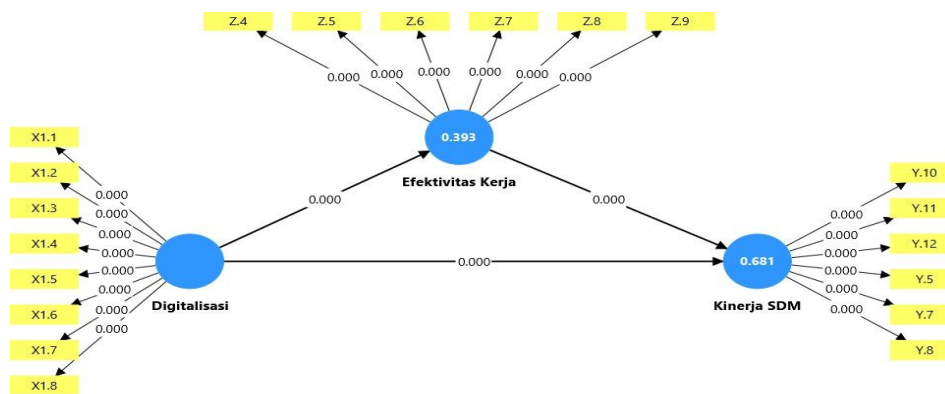 Z.4 Z.5 Z.6 Z.7 Z.8 Z.9
0.000 0.000 0.000 0.000 0.000 0.000
0.393
Efektivitas Kerja
X1.1
X1.2
X1.3
X1.4
X1.5
X1.6
X1.7
X1.8
0.000
0.000
0.000
0.000
0.000
0.000
0.000
0.000
Digitalisasi
0.000
0.000
0.000
0.681
Kinerja SDM
0.000
0.000
0.000
0.000
0.000
0.000
Y.10
Y.11
Y.12
Y.5
Y.7
Y.8